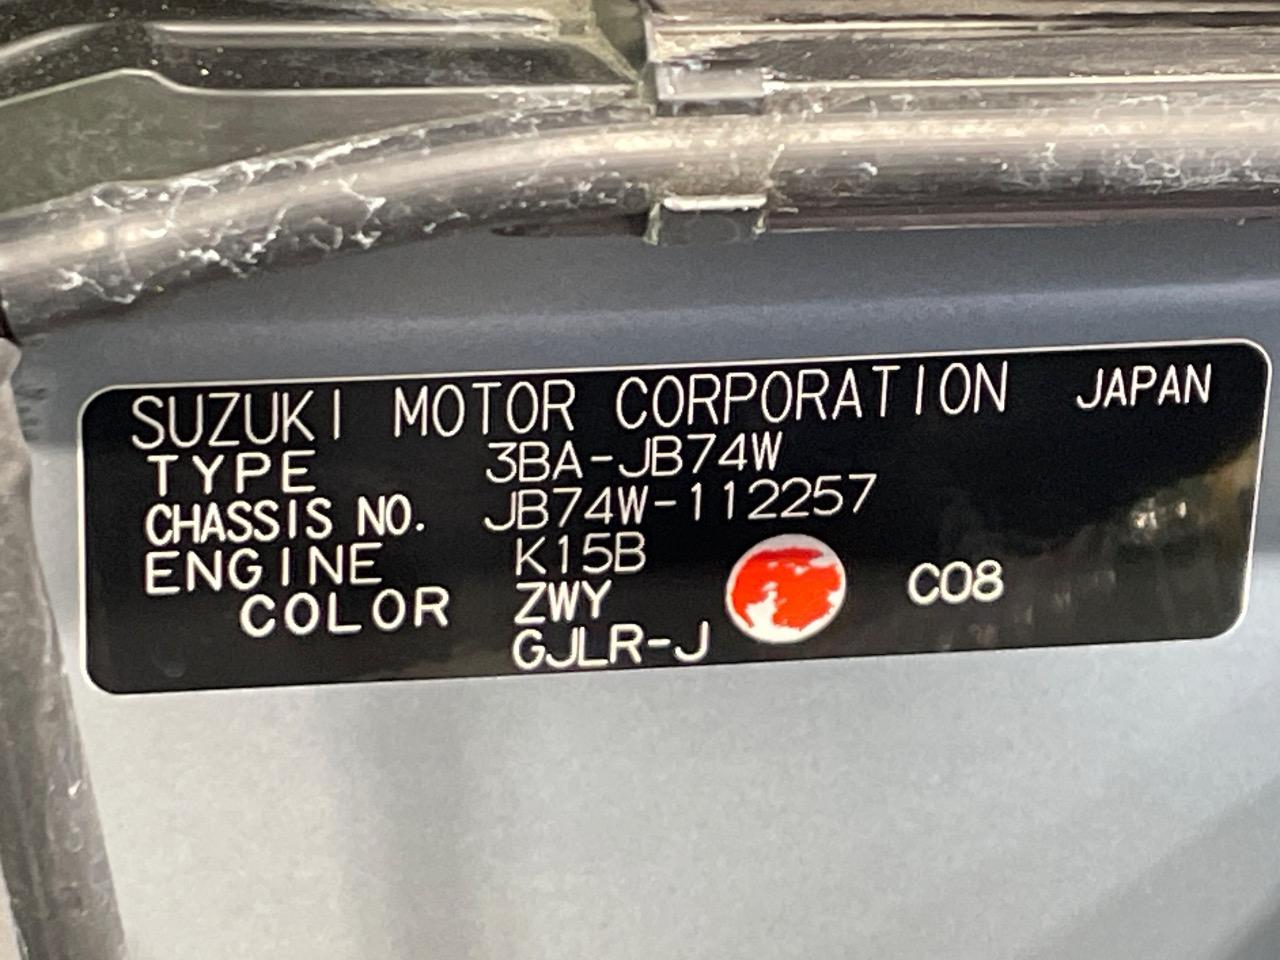 SUZUKI MOTOR CORPORATION JAPAN
TYPE 3BA-JB74W
CHASSIS NO. JB74W-112257
ENGINE K15B
COLOR ZWY C08
GJLR-J